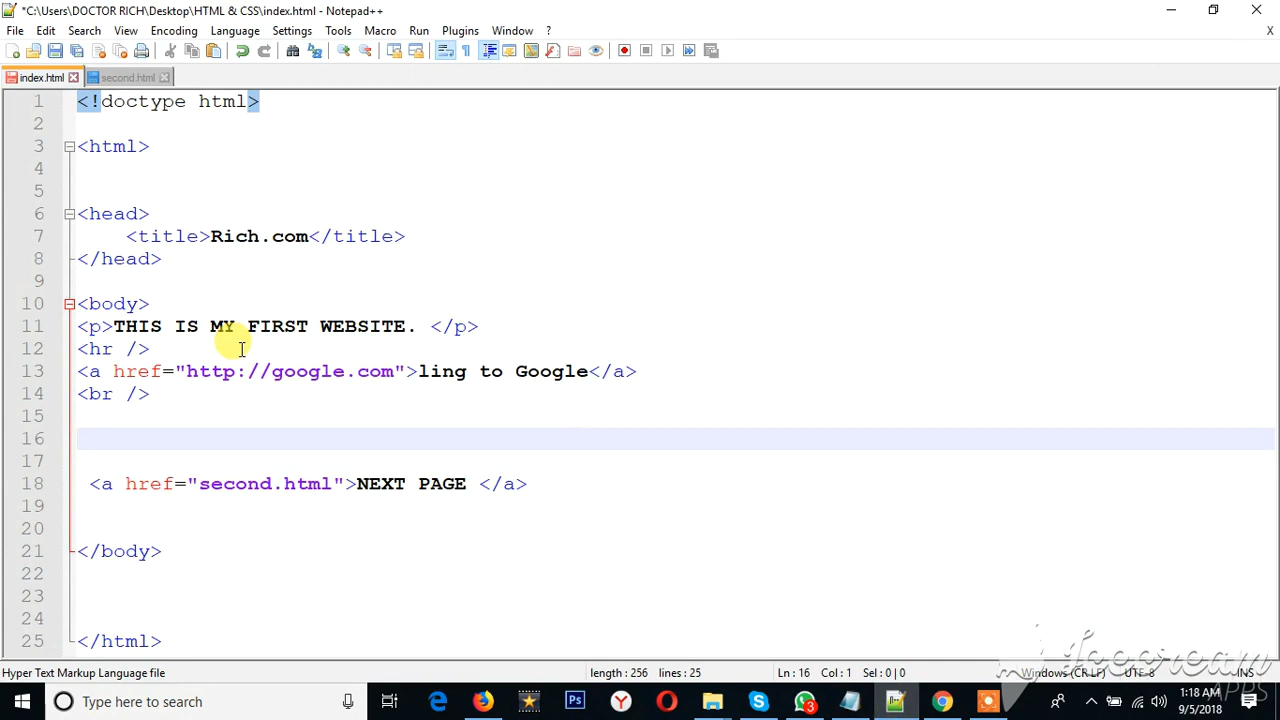 *C:\Users\DOCTOR RICH\Desktop\HTML & CSS\index.html - Notepad++
File Edit Search View Encoding Language Settings Tools Macro Run Plugins Window ? X
index.html second.html
1 <!doctype html>
2
3 <html>
4
5
6 <head>
7 <title>Rich.com</title>
8 </head>
9
10 <body>
11 <p>THIS IS MY FIRST WEBSITE. </p>
12 <hr />
13 <a href="http://google.com">ling to Google</a>
14 <br />
15
16
17
18 <a href="second.html">NEXT PAGE </a>
19
20
21 </body>
22
23
24
25 </html>
Hyper Text Markup Language file length : 256 lines : 25 Ln : 16 Col : 1 Sel : 0 | 0 Windows (CR LF) UTF-8 INS
Type here to search
3
1:18 AM
9/5/2018
APPS